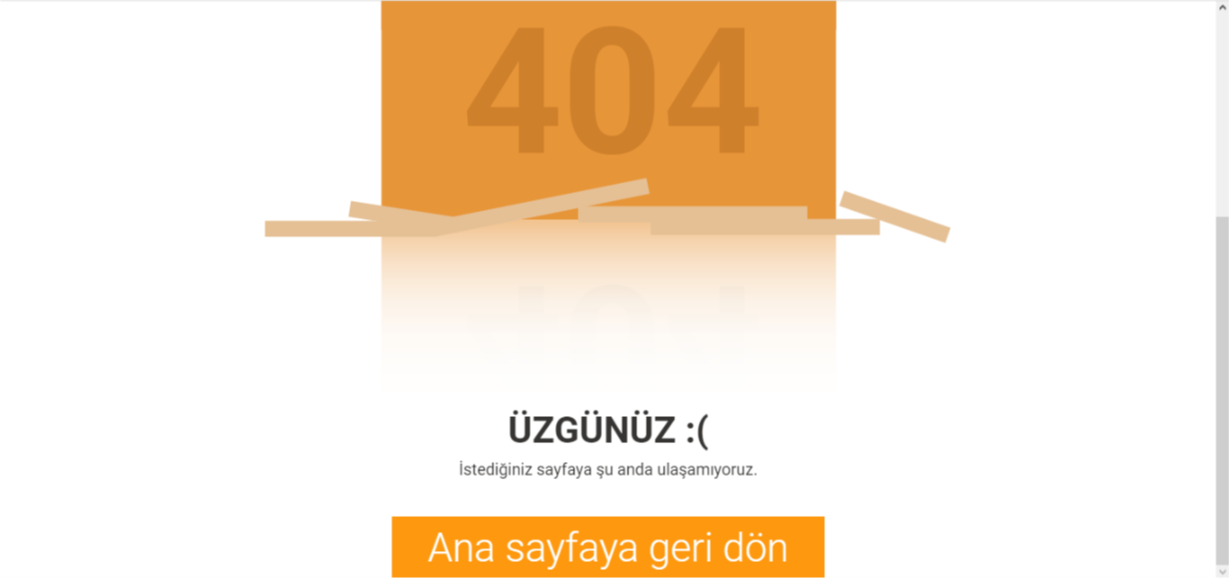 404
ÜZGÜNÜZ :(
İstediğiniz sayfaya şu anda ulaşamıyoruz.
Ana sayfaya geri dön